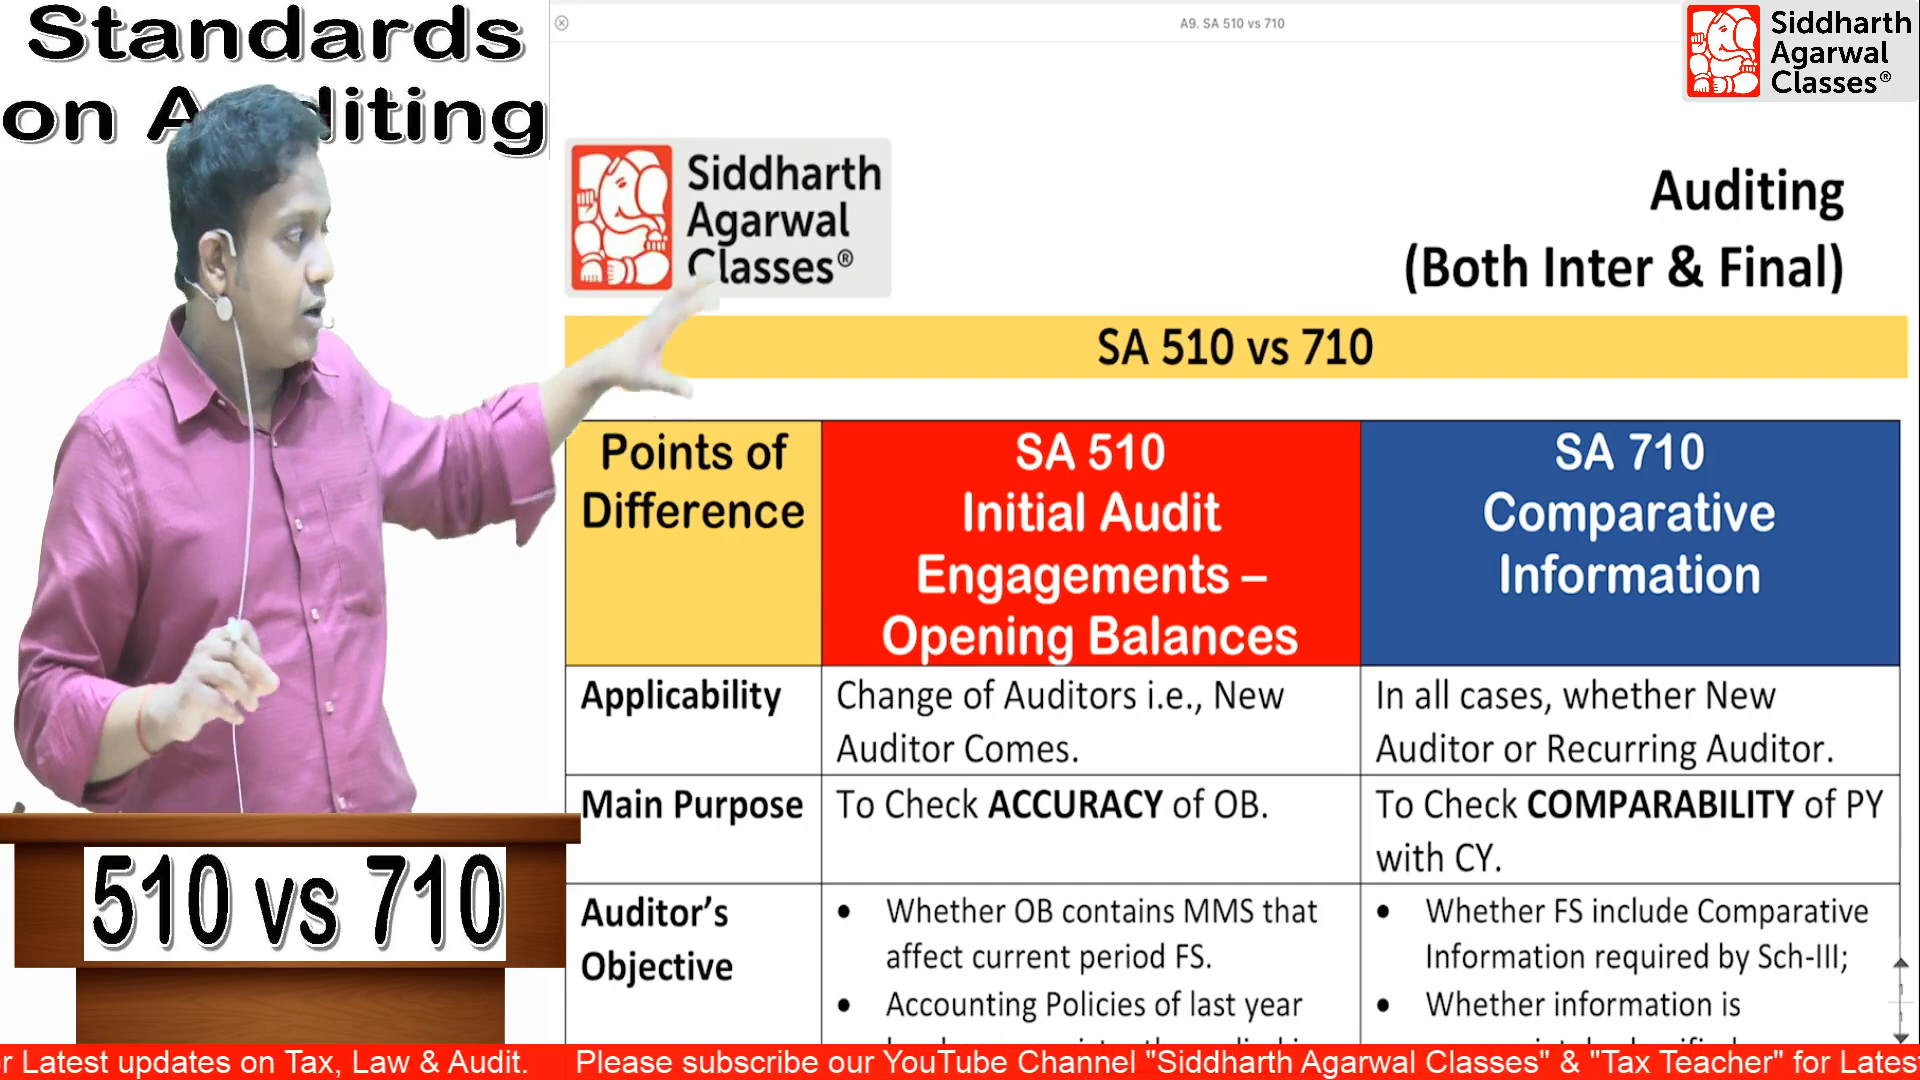 Standards
on Auditing
A9. SA 510 vs 710
Siddharth
Agarwal
Classes®
Siddharth
Agarwal
Classes®
Auditing
(Both Inter & Final)
SA 510 vs 710
Points of
Difference
SA 510
Initial Audit
Engagements –
Opening Balances
SA 710
Comparative
Information
Applicability
Change of Auditors i.e., New
Auditor Comes.
In all cases, whether New
Auditor or Recurring Auditor.
Main Purpose
To Check ACCURACY of OB.
To Check COMPARABILITY of PY
with CY.
Auditor's
Objective
• Whether OB contains MMS that
affect current period FS.
• Accounting Policies of last year
• Whether FS include Comparative
Information required by Sch-III;
• Whether information is
510 vs 710
r Latest updates on Tax, Law & Audit. Please subscribe our YouTube Channel "Siddharth Agarwal Classes" & "Tax Teacher" for Lates